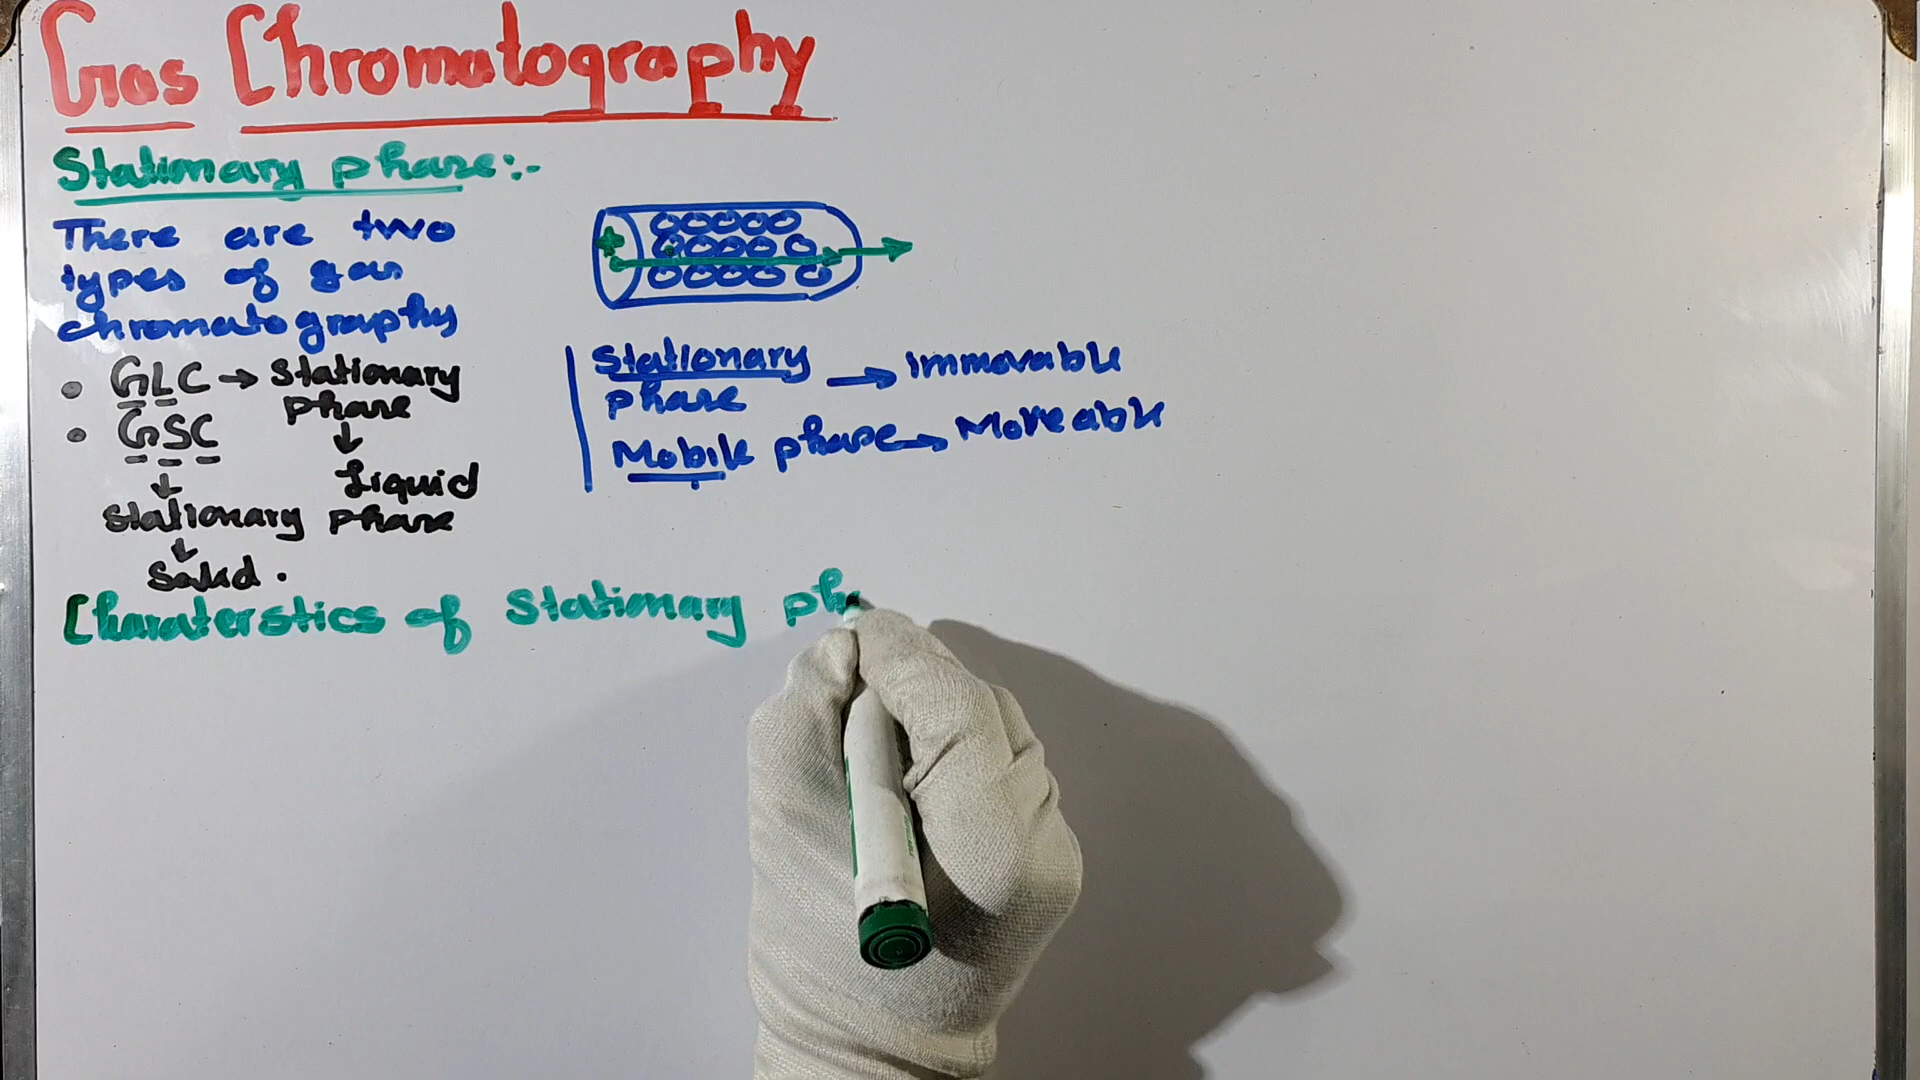 Gas Chromatography
Stationary phase:-
There are two
types of gas
chromatography
• GLC → Stationary
phase
↓
Liquid
• GSC
↓
Stationary phase
↓
Solid.
Stationary
phase → immovable
Mobile phase → Moveable
Charaterstics of Stationary ph